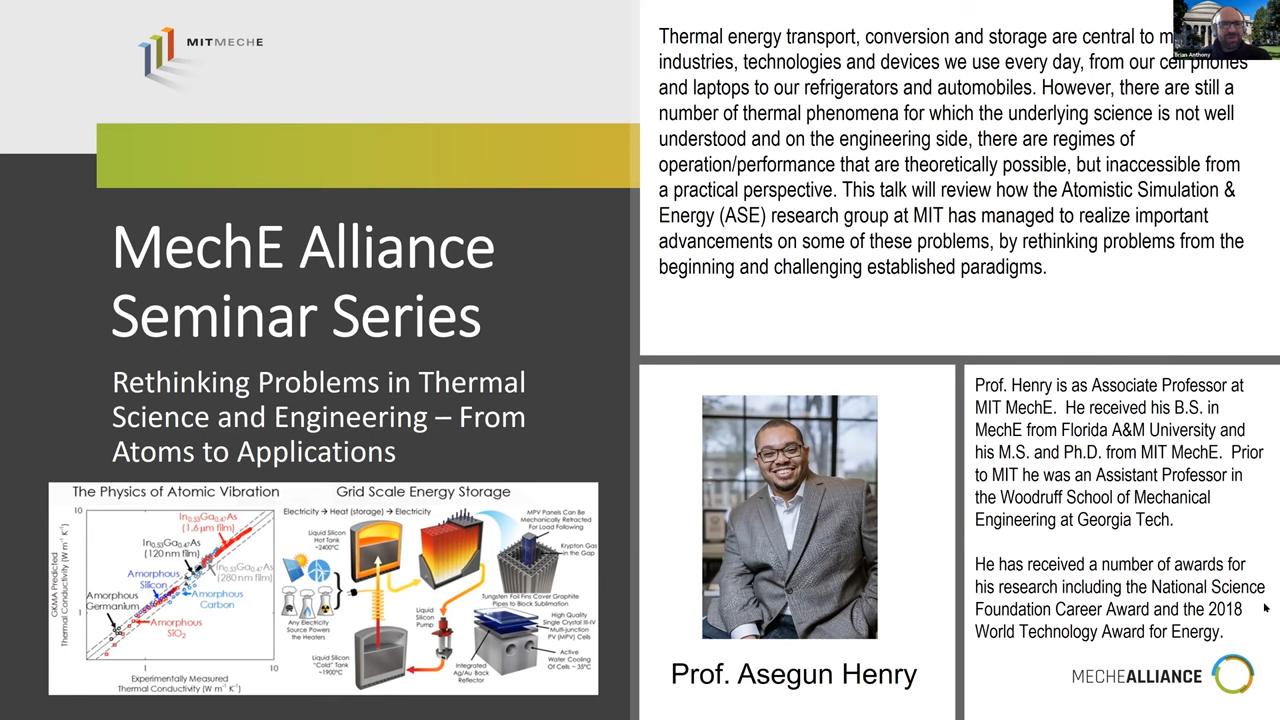 MITMECHE
MechE Alliance
Seminar Series
Rethinking Problems in Thermal
Science and Engineering – From
Atoms to Applications
The Physics of Atomic Vibration
10
1
GKMA Predicted
Thermal Conductivity (W m⁻¹ K⁻¹)
In0.53Ga0.47As
(1.6 μm film)
In0.53Ga0.47As
(120 nm film)
In0.53Ga0.47As
(280 nm film)
Amorphous
Silicon
Amorphous
Germanium
Amorphous
Carbon
Amorphous
SiO2
1
10
Experimentally Measured
Thermal Conductivity (W m⁻¹ K⁻¹)
Grid Scale Energy Storage
Electricity → Heat (storage) → Electricity
Liquid Silicon
Hot Tank
~2400°C
MPV Panels Can Be
Mechanically Retracted
For Load Following
Krypton Gas
in the Gap
Tungsten Foil Fins Cover Graphite
Pipes to Block Sublimation
Any Electricity
Source Powers
the Heaters
Liquid
Silicon
Pump
High Quality
Single Crystal III-IV
Multi-junction
PV (MPV) Cells
Liquid Silicon
"Cold" Tank
~1900°C
Integrated
Ag/Au Back
Reflector
Active
Water Cooling
Of Cells ~ 35°C
Thermal energy transport, conversion and storage are central to
industries, technologies and devices we use every day, from our cell phones
and laptops to our refrigerators and automobiles. However, there are still a
number of thermal phenomena for which the underlying science is not well
understood and on the engineering side, there are regimes of
operation/performance that are theoretically possible, but inaccessible from
a practical perspective. This talk will review how the Atomistic Simulation &
Energy (ASE) research group at MIT has managed to realize important
advancements on some of these problems, by rethinking problems from the
beginning and challenging established paradigms.
Brian Anthony
Prof. Asegun Henry
Prof. Henry is as Associate Professor at
MIT MechE. He received his B.S. in
MechE from Florida A&M University and
his M.S. and Ph.D. from MIT MechE. Prior
to MIT he was an Assistant Professor in
the Woodruff School of Mechanical
Engineering at Georgia Tech.
He has received a number of awards for
his research including the National Science
Foundation Career Award and the 2018
World Technology Award for Energy.
MECHEALLIANCE